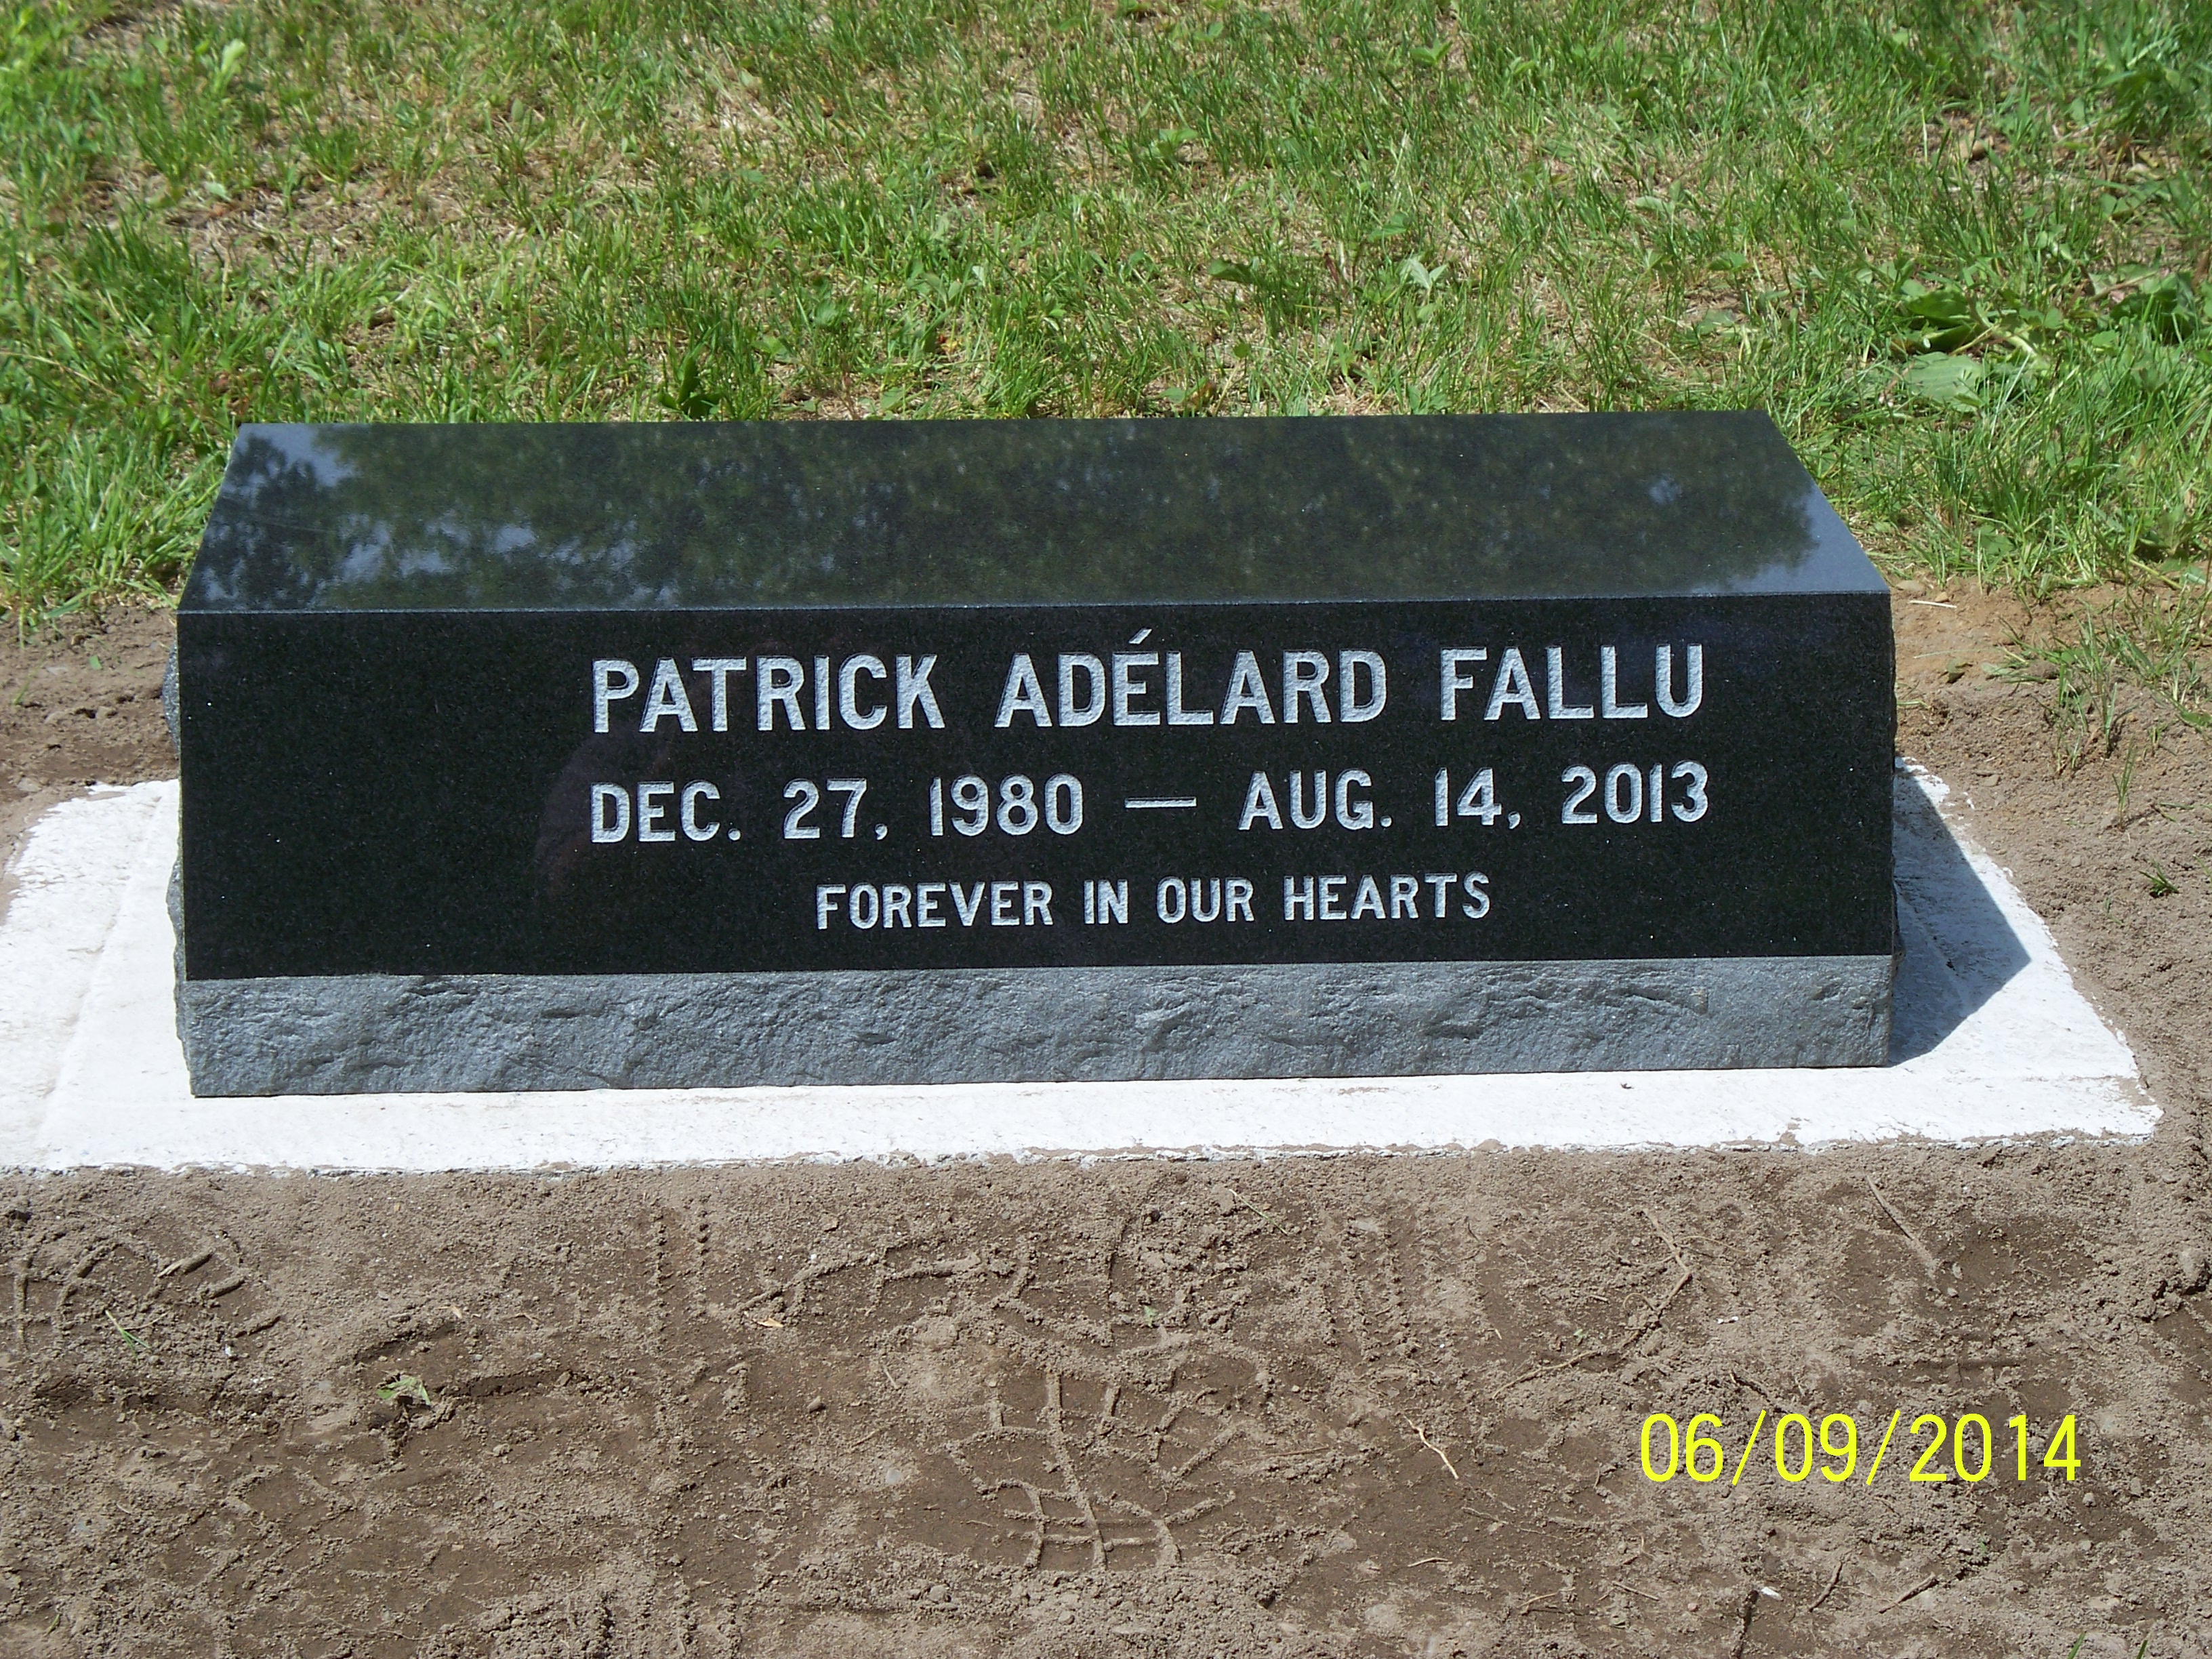 PATRICK ADÉLARD FALLU
DEC. 27, 1980 — AUG. 14, 2013
FOREVER IN OUR HEARTS
06/09/2014